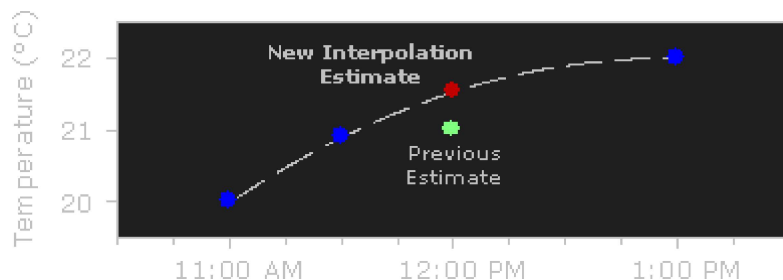 Temperature (°C)
22
21
20
New Interpolation
Estimate
Previous
Estimate
11:00 AM
12:00 PM
1:00 PM